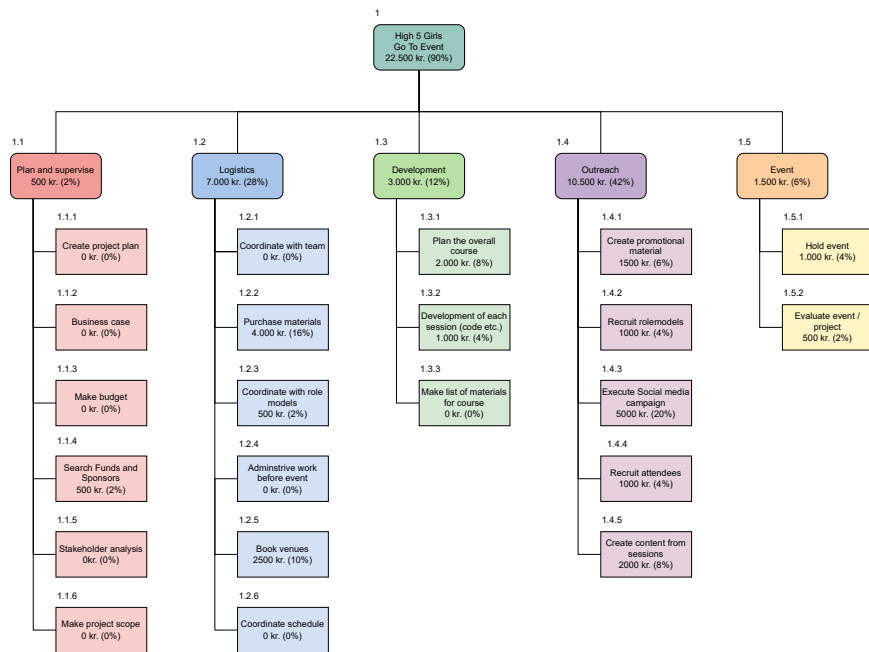 1
High 5 Girls
Go To Event
22.500 kr. (90%)
1.1
Plan and supervise
500 kr. (2%)
1.1.1
Create project plan
0 kr. (0%)
1.1.2
Business case
0 kr. (0%)
1.1.3
Make budget
0 kr. (0%)
1.1.4
Search Funds and
Sponsors
500 kr. (2%)
1.1.5
Stakeholder analysis
0kr. (0%)
1.1.6
Make project scope
0 kr. (0%)
1.2
Logistics
7.000 kr. (28%)
1.2.1
Coordinate with team
0 kr. (0%)
1.2.2
Purchase materials
4.000 kr. (16%)
1.2.3
Coordinate with role
models
500 kr. (2%)
1.2.4
Adminstrive work
before event
0 kr. (0%)
1.2.5
Book venues
2500 kr. (10%)
1.2.6
Coordinate schedule
0 kr. (0%)
1.3
Development
3.000 kr. (12%)
1.3.1
Plan the overall
course
2.000 kr. (8%)
1.3.2
Development of each
session (code etc.)
1.000 kr. (4%)
1.3.3
Make list of materials
for course
0 kr. (0%)
1.4
Outreach
10.500 kr. (42%)
1.4.1
Create promotional
material
1500 kr. (6%)
1.4.2
Recruit rolemodels
1000 kr. (4%)
1.4.3
Execute Social media
campaign
5000 kr. (20%)
1.4.4
Recruit attendees
1000 kr. (4%)
1.4.5
Create content from
sessions
2000 kr. (8%)
1.5
Event
1.500 kr. (6%)
1.5.1
Hold event
1.000 kr. (4%)
1.5.2
Evaluate event /
project
500 kr. (2%)